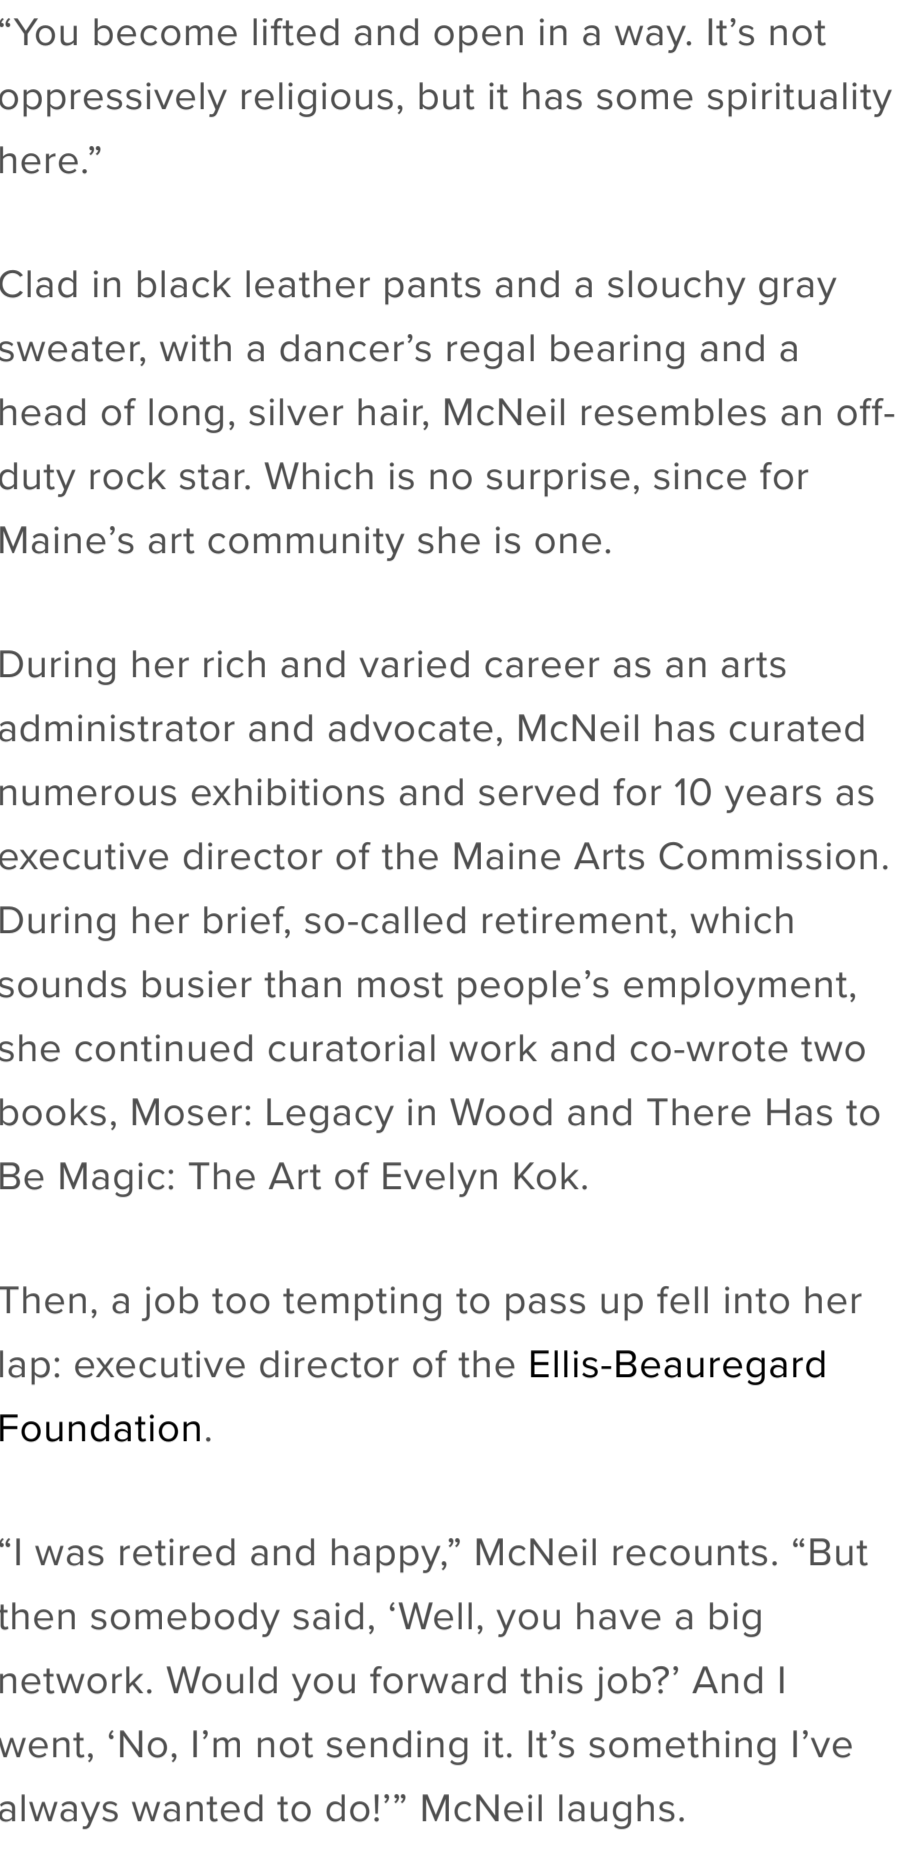 “You become lifted and open in a way. It’s not
oppressively religious, but it has some spirituality
here.”
Clad in black leather pants and a slouchy gray
sweater, with a dancer’s regal bearing and a
head of long, silver hair, McNeil resembles an off-
duty rock star. Which is no surprise, since for
Maine’s art community she is one.
During her rich and varied career as an arts
administrator and advocate, McNeil has curated
numerous exhibitions and served for 10 years as
executive director of the Maine Arts Commission.
During her brief, so-called retirement, which
sounds busier than most people’s employment,
she continued curatorial work and co-wrote two
books, Moser: Legacy in Wood and There Has to
Be Magic: The Art of Evelyn Kok.
Then, a job too tempting to pass up fell into her
lap: executive director of the Ellis-Beauregard
Foundation.
“I was retired and happy,” McNeil recounts. “But
then somebody said, ‘Well, you have a big
network. Would you forward this job?’ And I
went, ‘No, I’m not sending it. It’s something I’ve
always wanted to do!’” McNeil laughs.